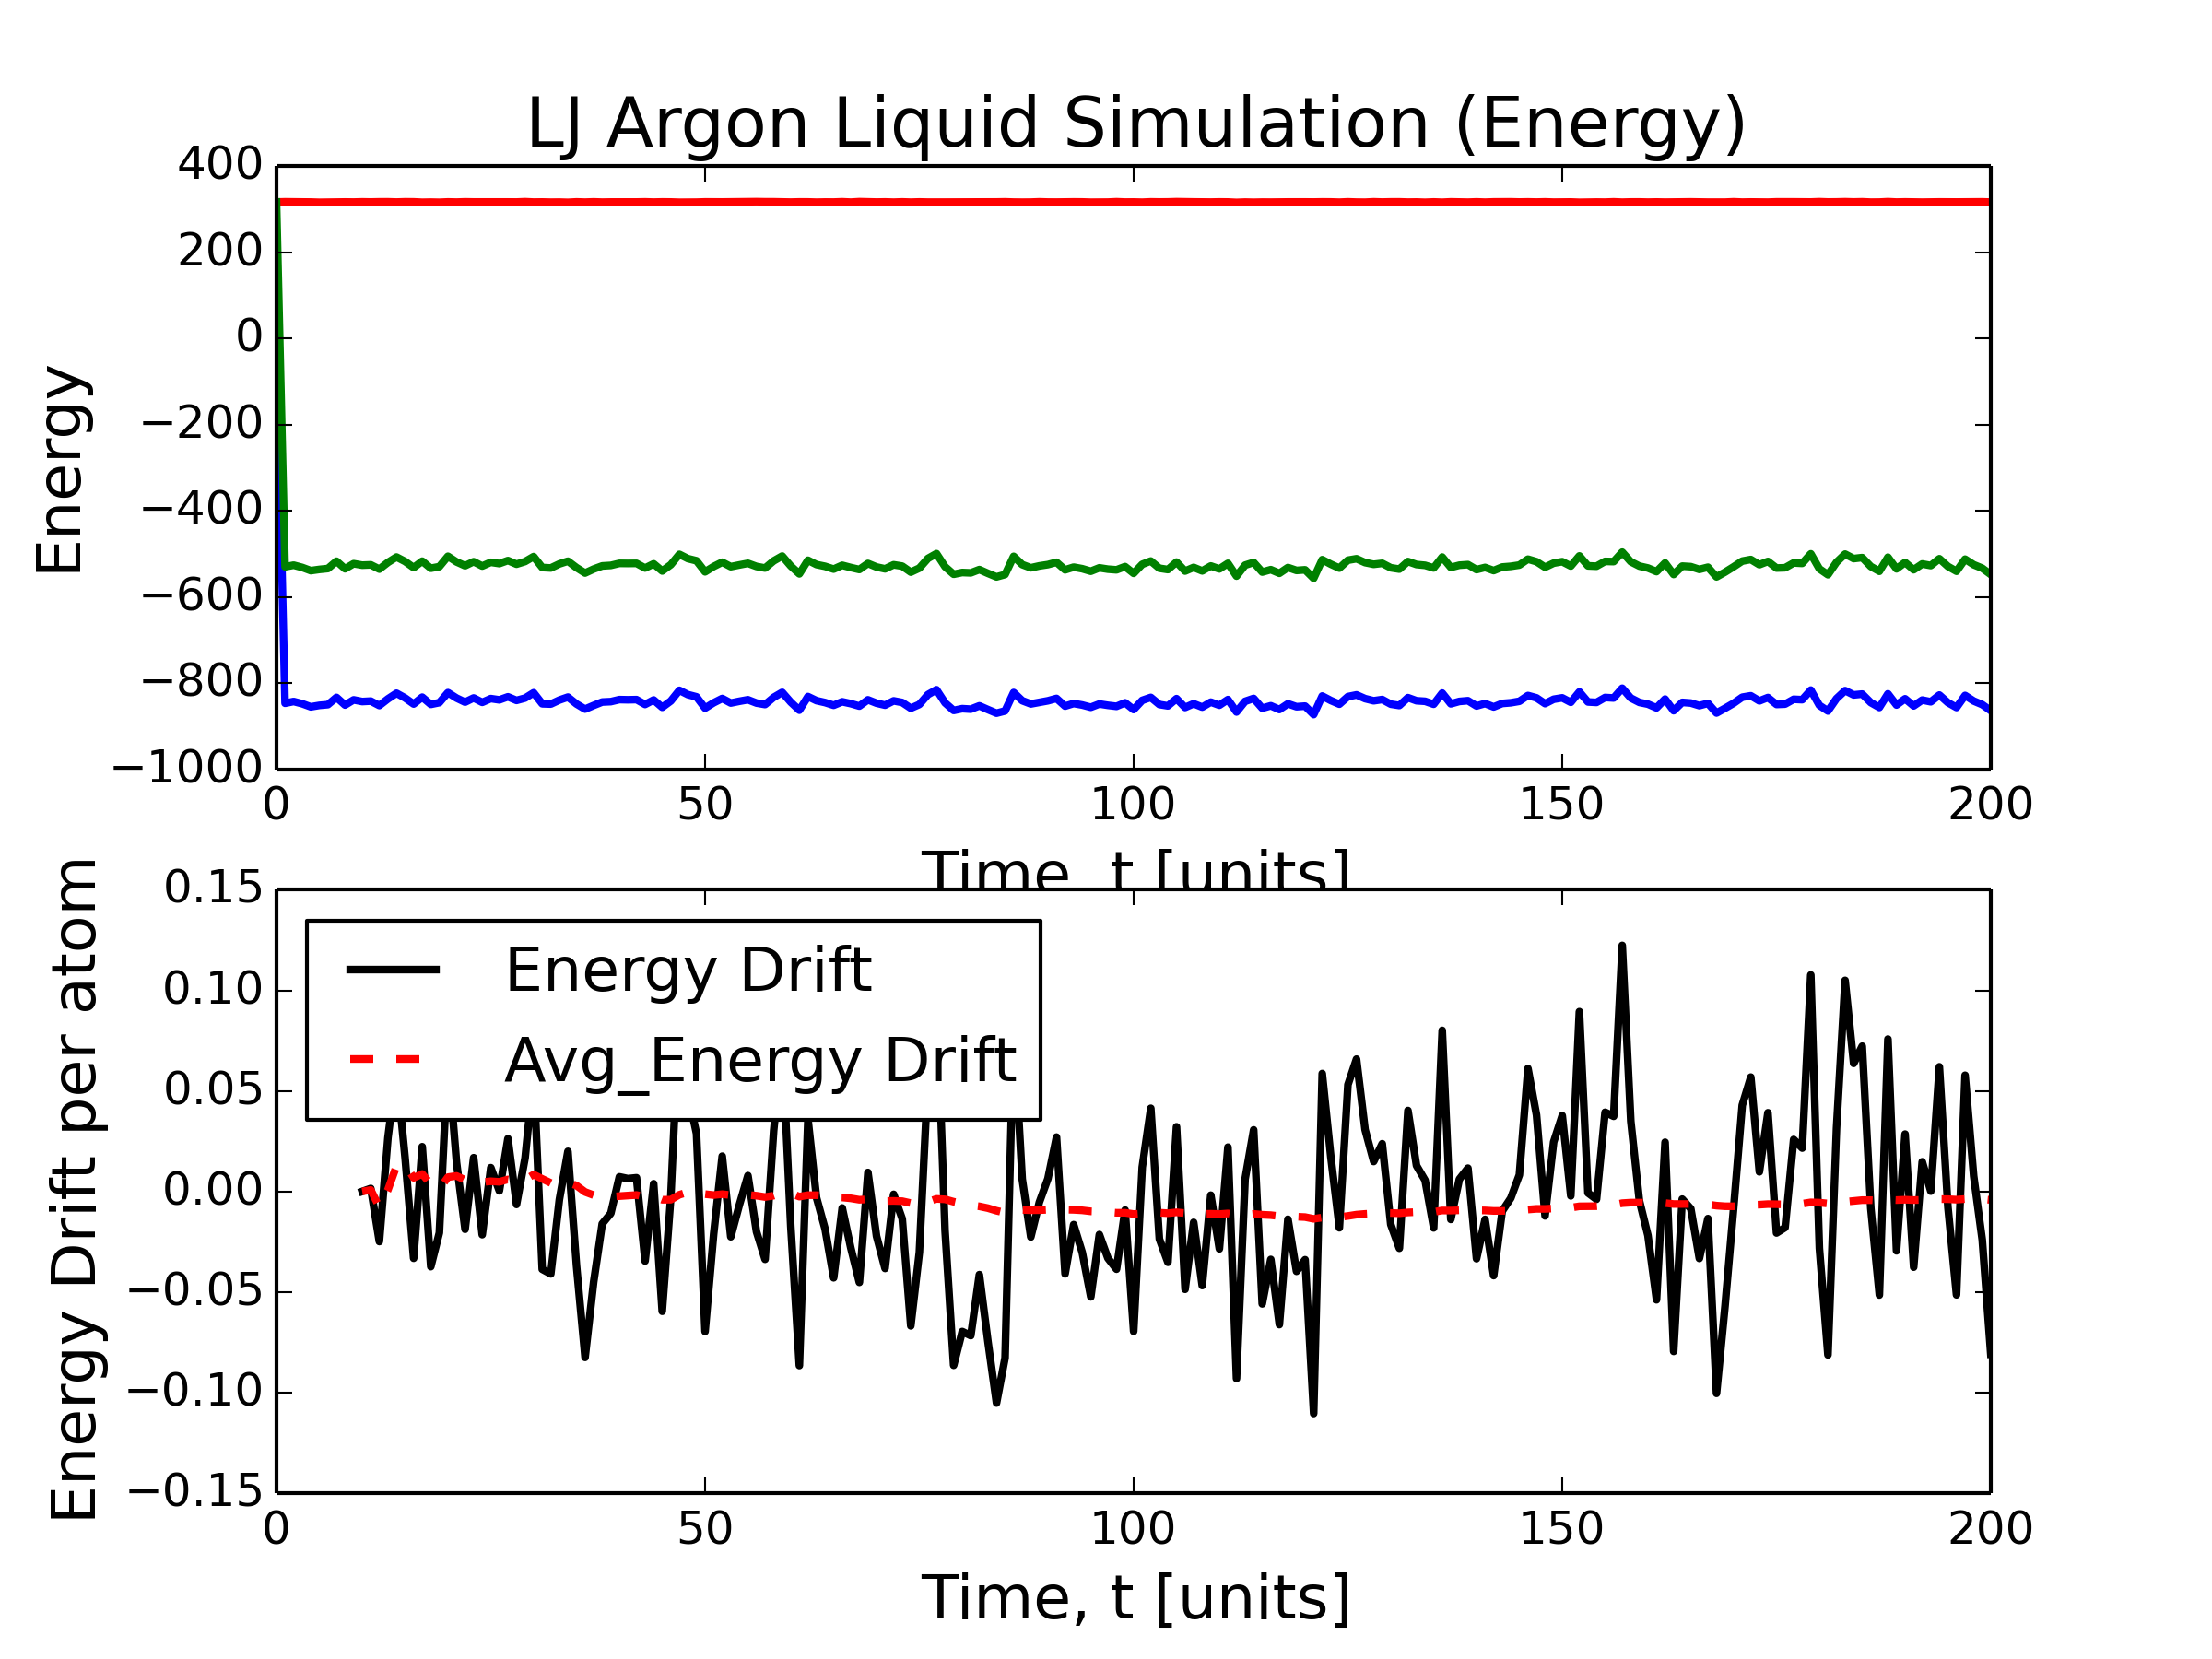 LJ Argon Liquid Simulation (Energy)
400
200
0
−200
−400
−600
−800
−1000
Energy
0 50 100 150 200
Time, t [units]
0.15
0.10
0.05
0.00
−0.05
−0.10
−0.15
Energy Drift per atom
Energy Drift
Avg_Energy Drift
0 50 100 150 200
Time, t [units]